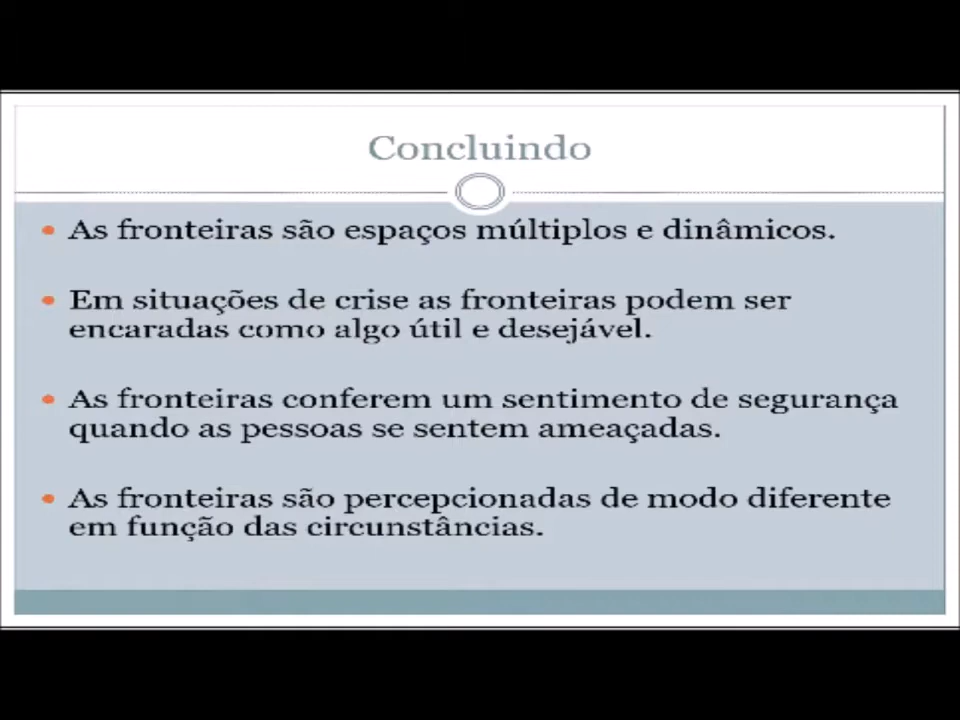 Concluindo
• As fronteiras são espaços múltiplos e dinâmicos.
• Em situações de crise as fronteiras podem ser
encaradas como algo útil e desejável.
• As fronteiras conferem um sentimento de segurança
quando as pessoas se sentem ameaçadas.
• As fronteiras são percepcionadas de modo diferente
em função das circunstâncias.